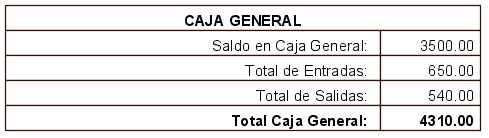 CAJA GENERAL
Saldo en Caja General: 3500.00
Total de Entradas: 650.00
Total de Salidas: 540.00
Total Caja General: 4310.00